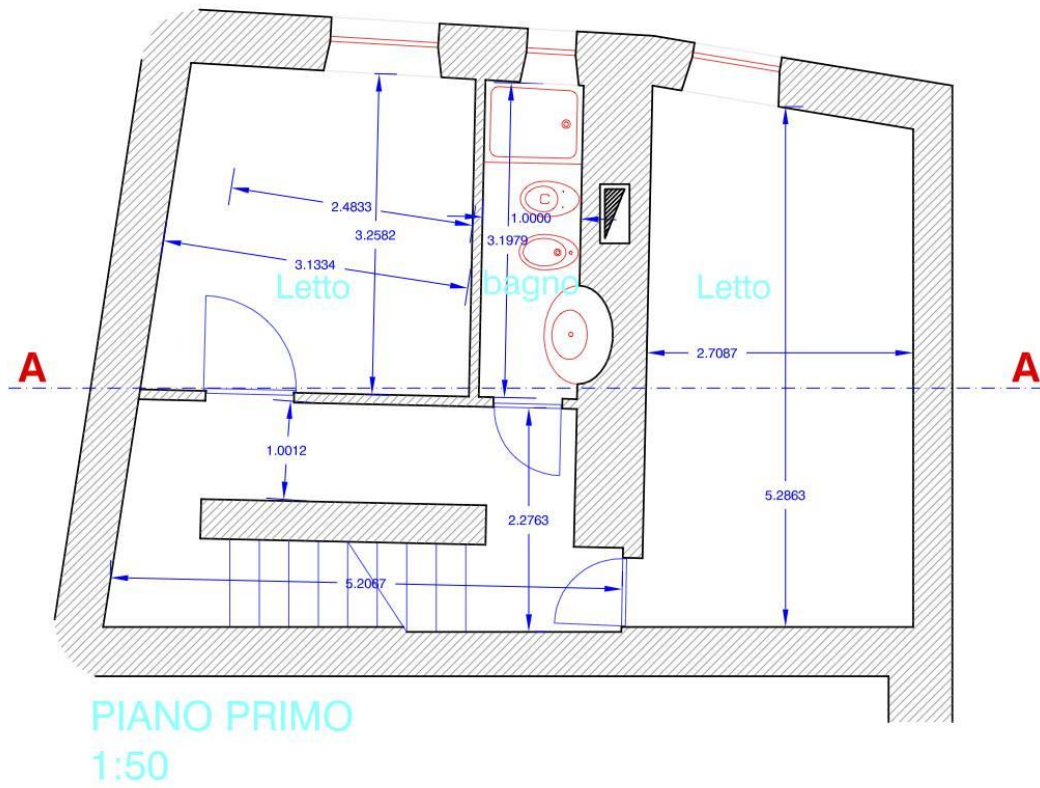 2.4833
1.0000
3.2582
3.1979
3.1334
Letto
bagno
Letto
2.7087
A
A
1.0012
5.2863
2.2763
5.2067
PIANO PRIMO
1:50